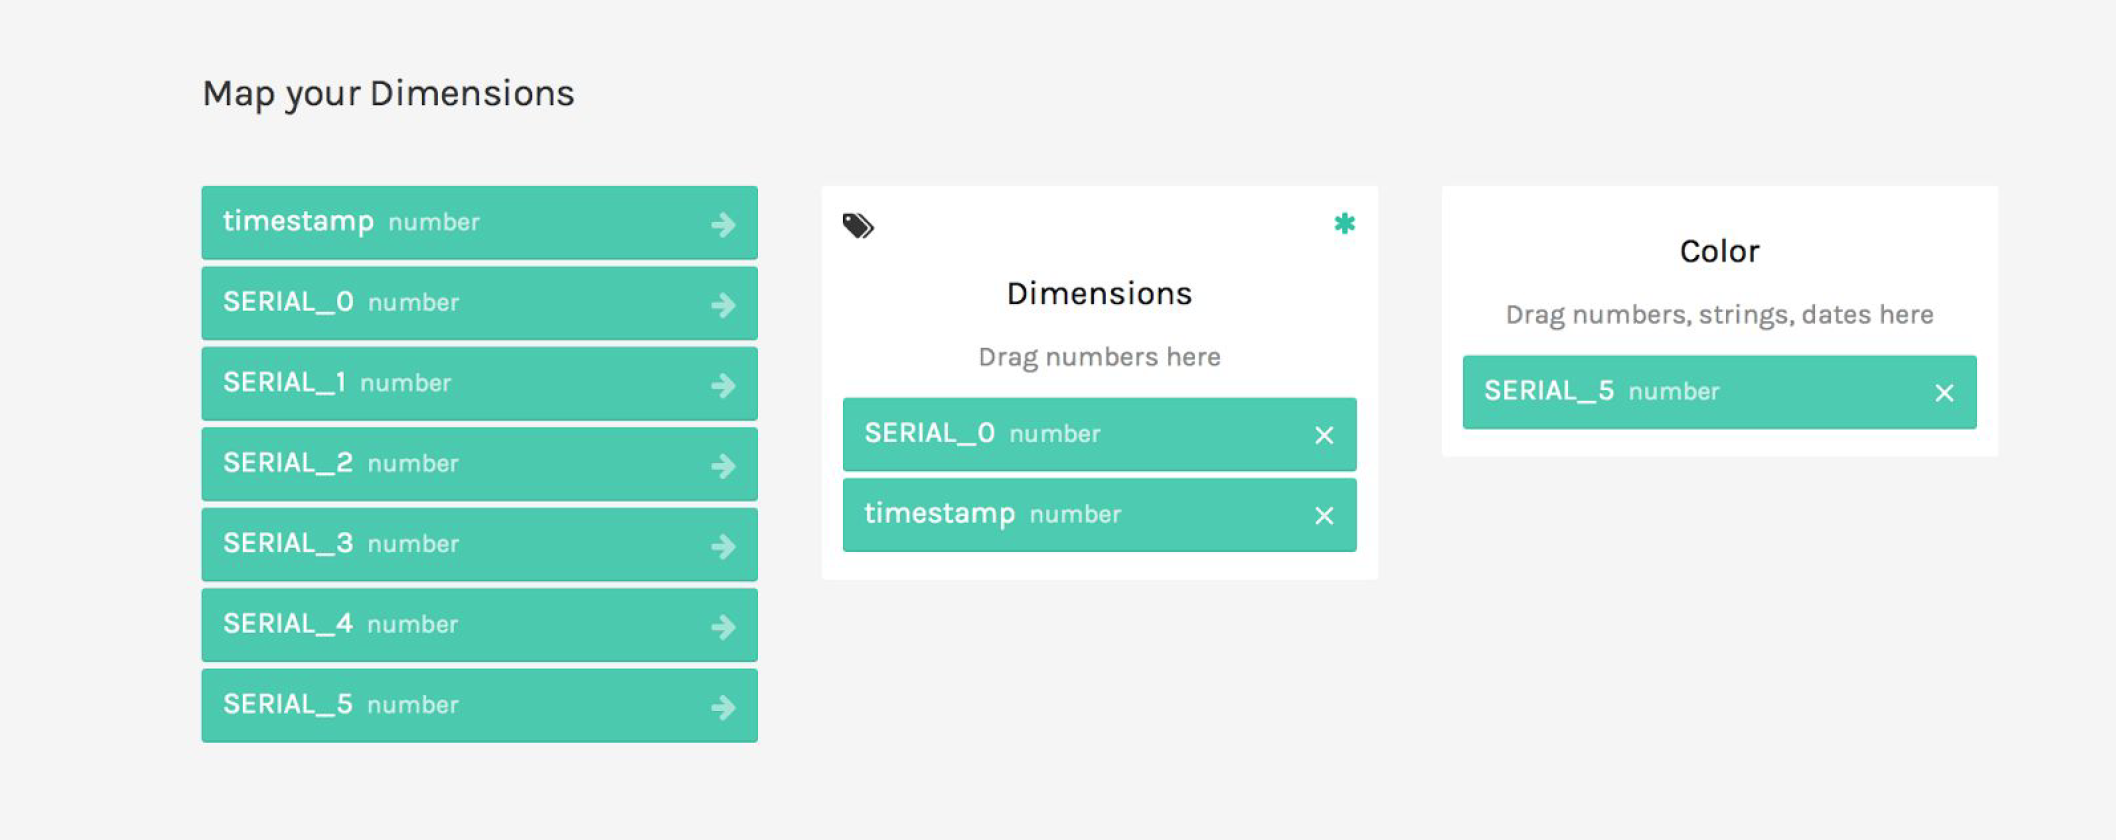 Map your Dimensions
timestamp number
SERIAL_0 number
SERIAL_1 number
SERIAL_2 number
SERIAL_3 number
SERIAL_4 number
SERIAL_5 number
Dimensions
Drag numbers here
SERIAL_0 number
timestamp number
Color
Drag numbers, strings, dates here
SERIAL_5 number